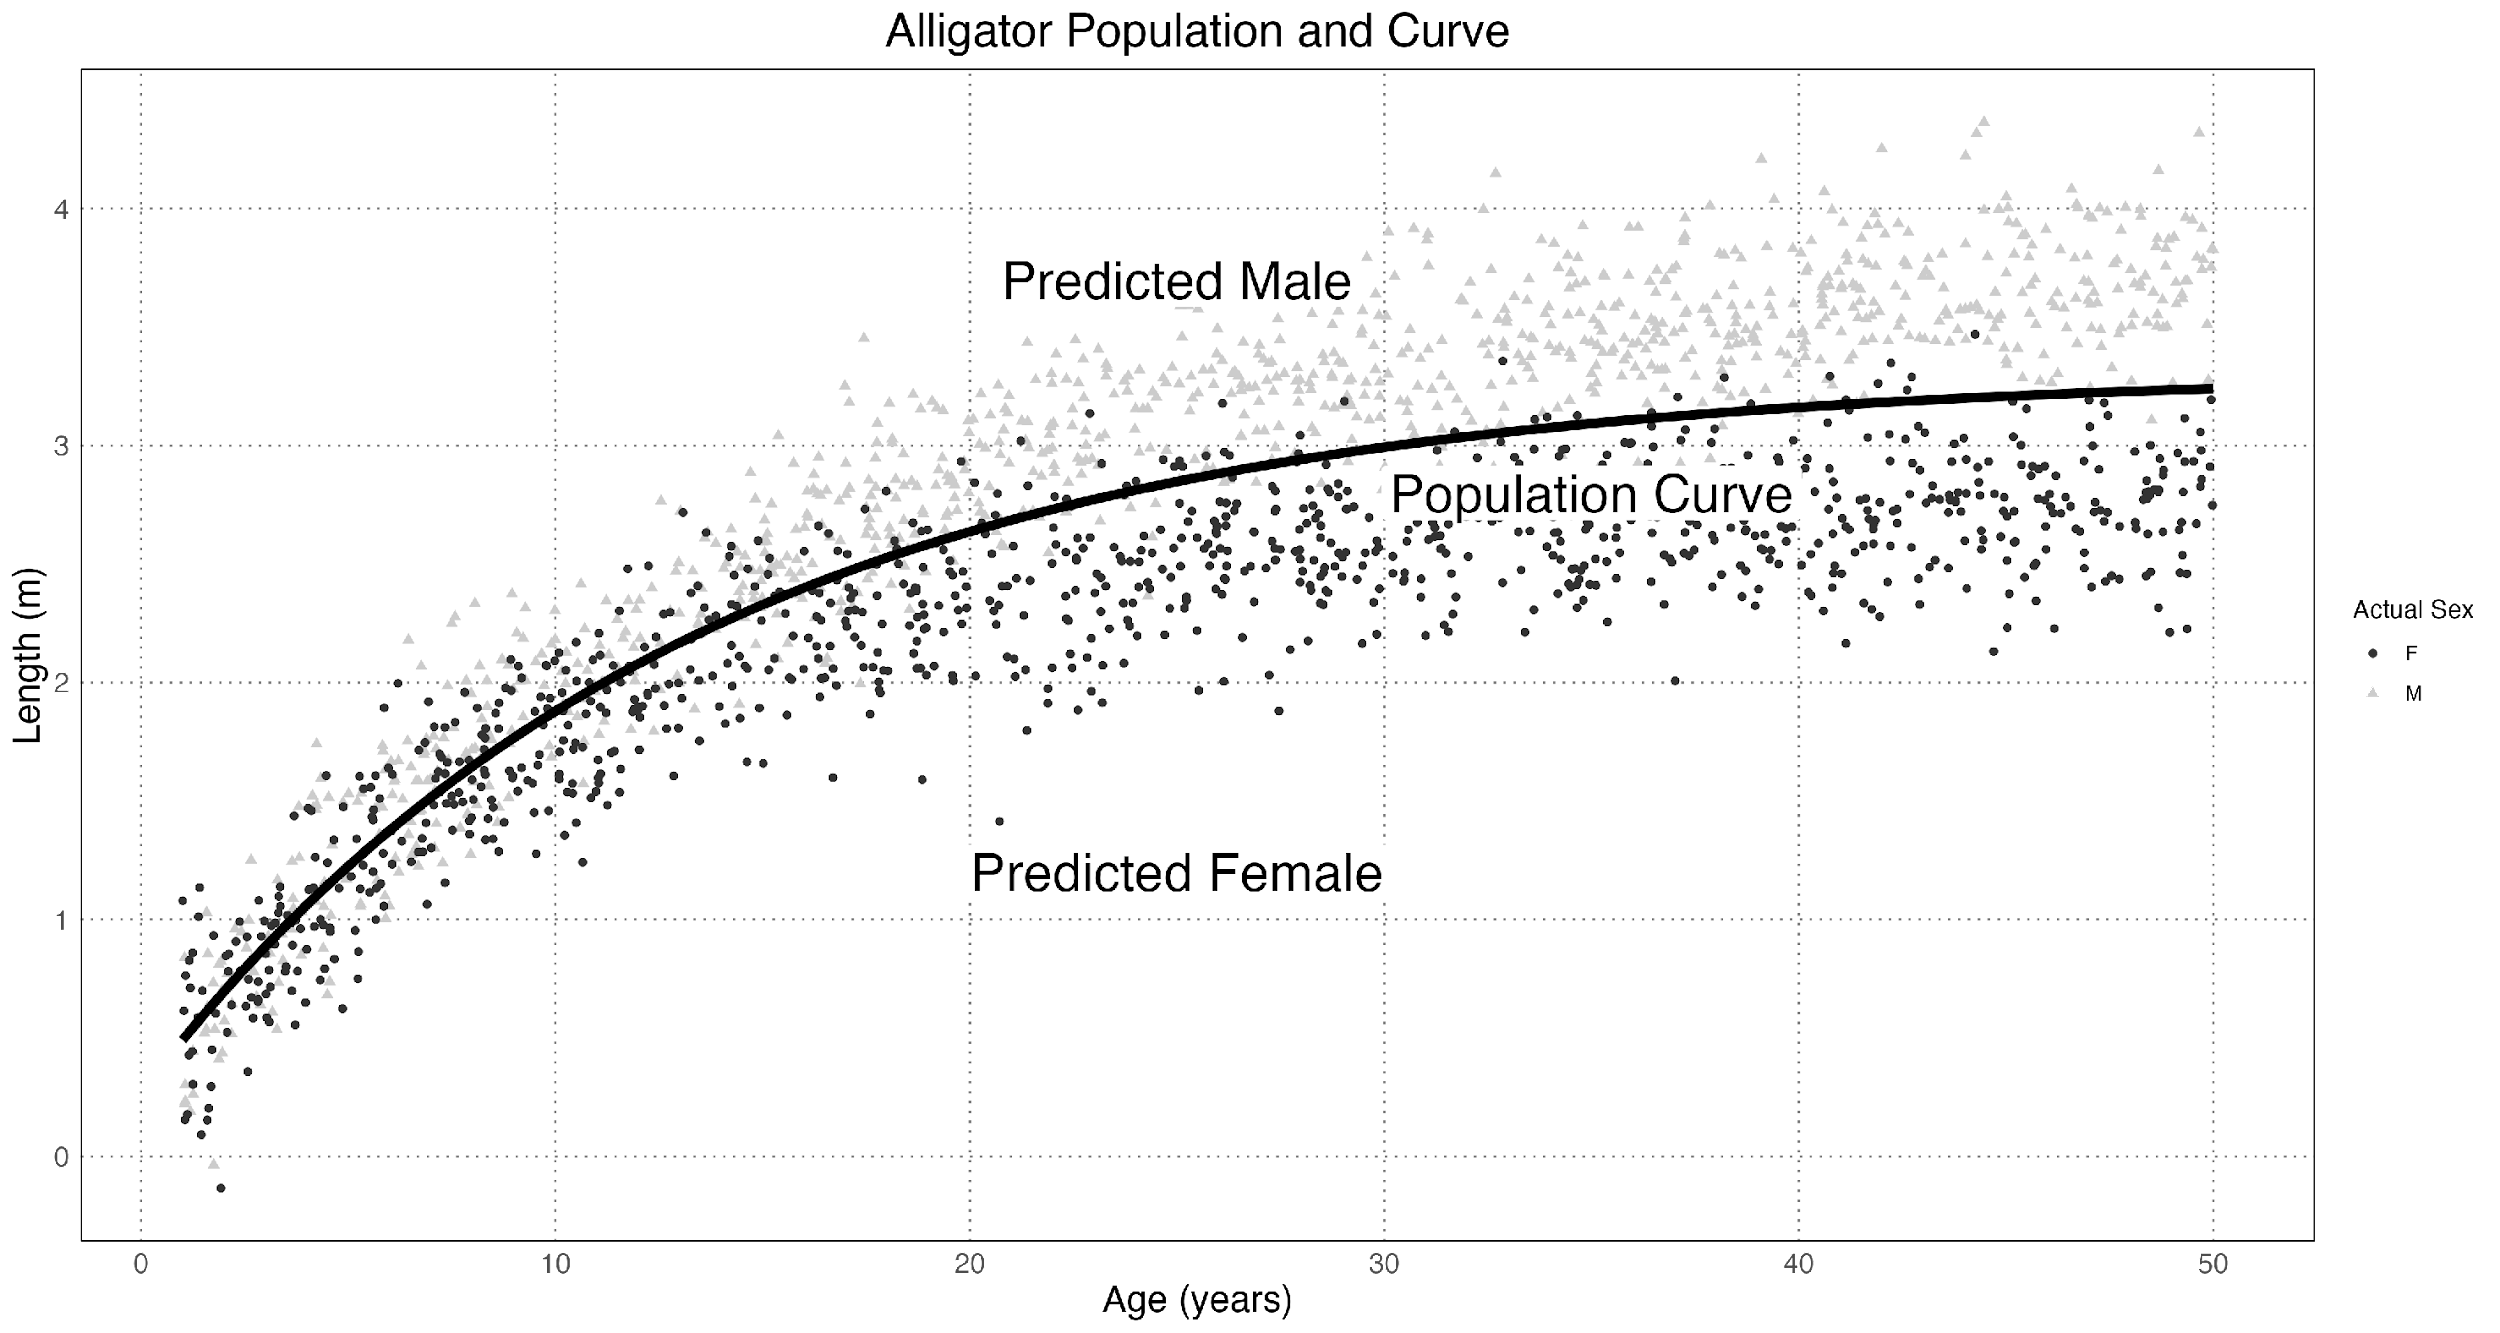 Alligator Population and Curve
Length (m)
4
3
2
1
0
Predicted Male
Population Curve
Predicted Female
0 10 20 30 40 50
Age (years)
Actual Sex
F
M